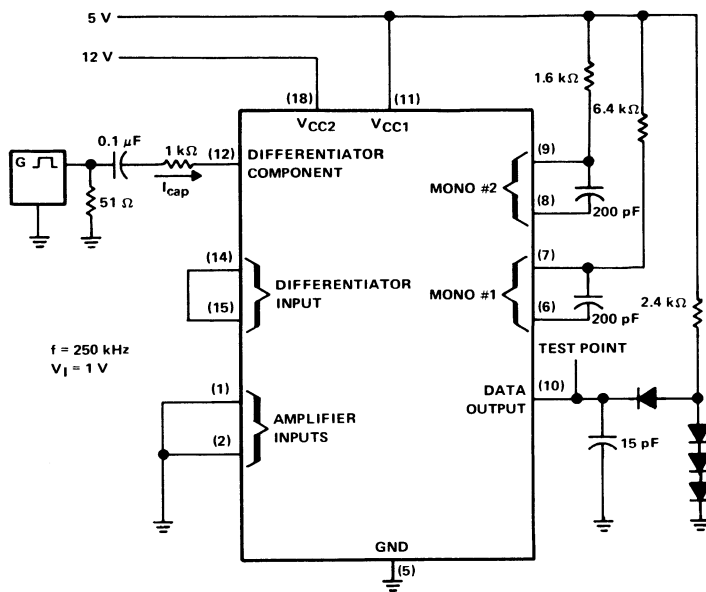 5 V
12 V
1.6 kΩ
6.4 kΩ
(18)
(11)
VCC2
VCC1
0.1 μF
1 kΩ
(12)
DIFFERENTIATOR
COMPONENT
G
Icap
51 Ω
(9)
MONO #2
(8)
200 pF
(14)
DIFFERENTIATOR
INPUT
(15)
(7)
MONO #1
(6)
200 pF
2.4 kΩ
f = 250 kHz
VI = 1 V
TEST POINT
(1)
AMPLIFIER
INPUTS
(2)
DATA
OUTPUT
(10)
15 pF
GND
(5)